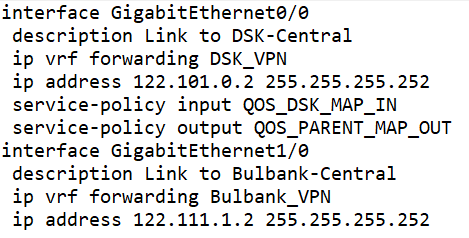 interface GigabitEthernet0/0
 description Link to DSK-Central
 ip vrf forwarding DSK_VPN
 ip address 122.101.0.2 255.255.255.252
 service-policy input QOS_DSK_MAP_IN
 service-policy output QOS_PARENT_MAP_OUT
interface GigabitEthernet1/0
 description Link to Bulbank-Central
 ip vrf forwarding Bulbank_VPN
 ip address 122.111.1.2 255.255.255.252